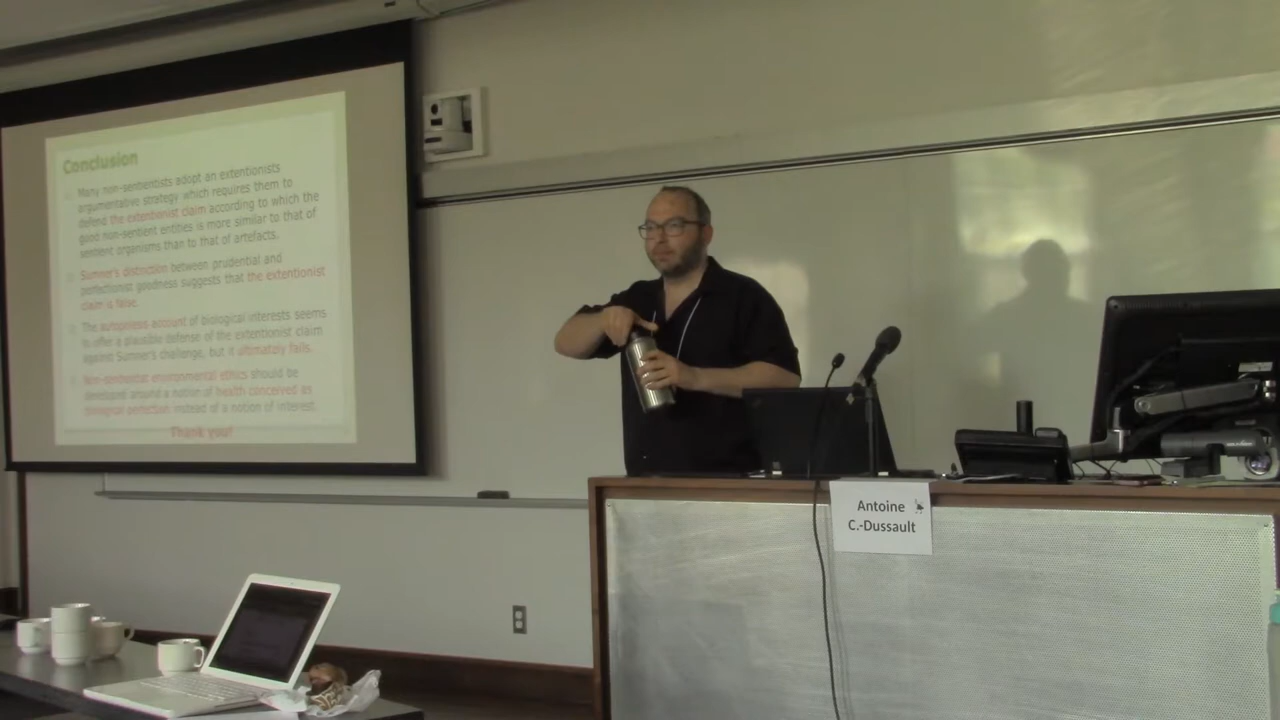 Conclusion
Many non-sentientists adopt an extentionists
argumentative strategy which requires them to
defend the extentionist claim according to which the
good non-sentient entities is more similar to that of
sentient organisms than to that of artefacts.
Sumner's distinction between prudential and
perfectionist goodness suggests that the extentionist
claim is false.
The autopoiesis account of biological interests seems
to offer a plausible defense of the extentionist claim
against Sumner's challenge, but it ultimately fails.
Non-sentientist environmental ethics should be
developed around a notion of health conceived as
biological perfection instead of a notion of interest.
Thank you!
Antoine
C.-Dussault